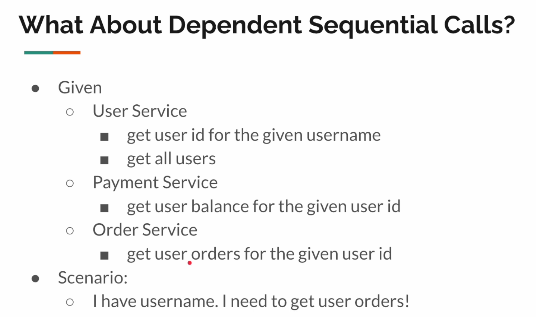 What About Dependent Sequential Calls?
● Given
○ User Service
■ get user id for the given username
■ get all users
○ Payment Service
■ get user balance for the given user id
○ Order Service
■ get user orders for the given user id
● Scenario:
○ I have username. I need to get user orders!